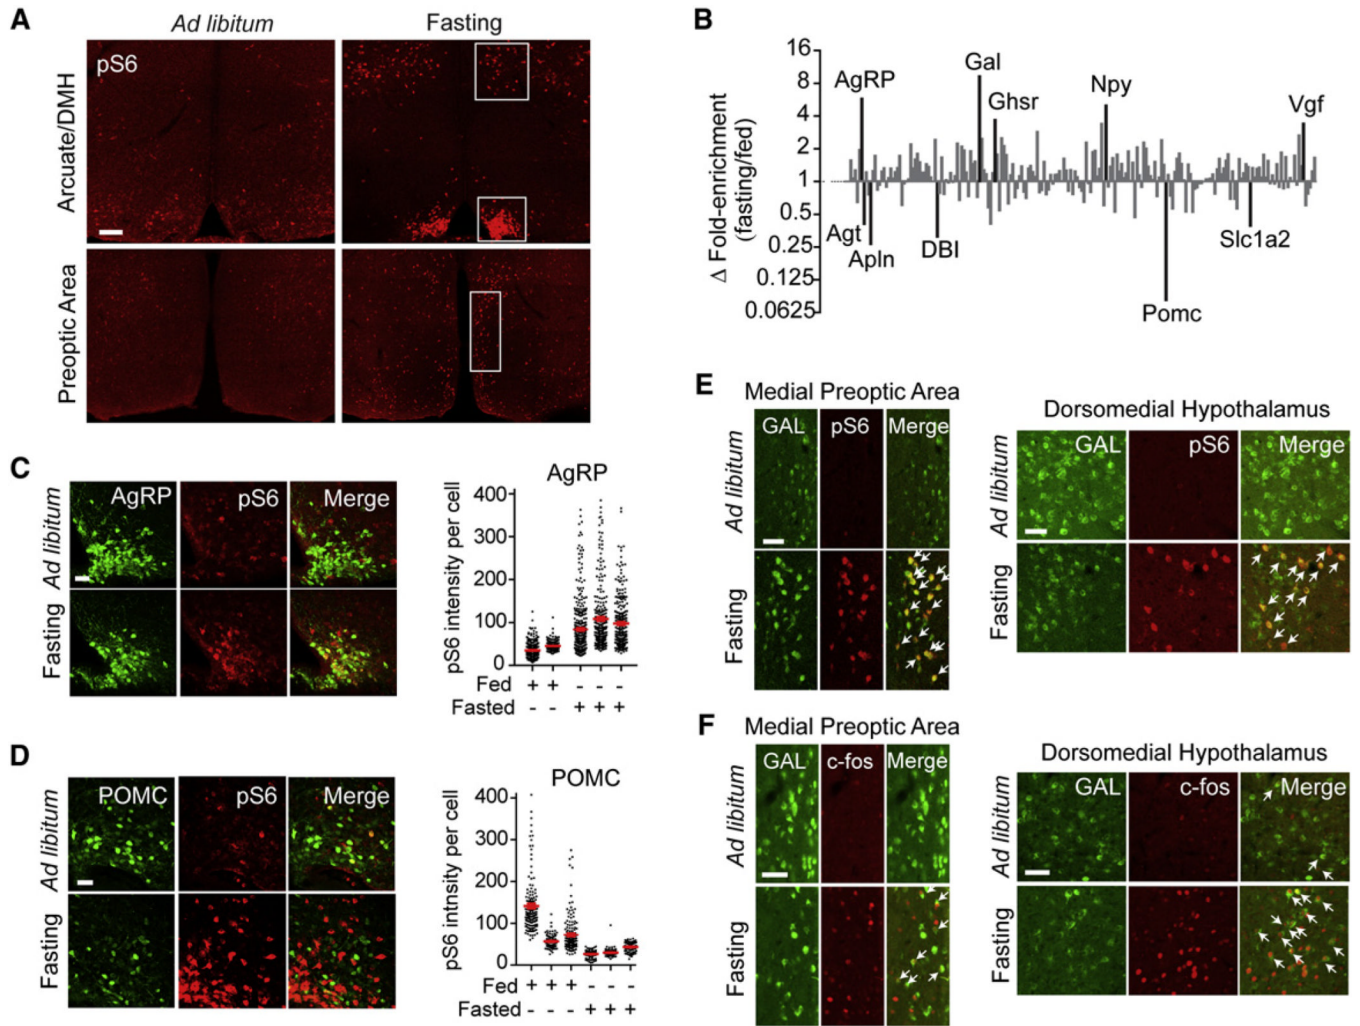 A
Ad libitum
Fasting
pS6
Arcuate/DMH
Preoptic Area
B
16
8
4
2
1
0.5
0.25
0.125
0.0625
Δ Fold-enrichment
(fasting/fed)
AgRP
Gal
Ghsr
Npy
Vgf
Agt
Apln
DBI
Slc1a2
Pomc
C
AgRP
pS6
Merge
Ad libitum
Fasting
AgRP
pS6 intensity per cell
400
300
200
100
0
Fed + + - - -
Fasted - - + + +
D
POMC
pS6
Merge
Ad libitum
Fasting
POMC
pS6 intnsity per cell
400
300
200
100
0
Fed + + + - - -
Fasted - - - + + +
E
Medial Preoptic Area
GAL
pS6
Merge
Ad libitum
Fasting
Dorsomedial Hypothalamus
GAL
pS6
Merge
Ad libitum
Fasting
F
Medial Preoptic Area
GAL
c-fos
Merge
Ad libitum
Fasting
Dorsomedial Hypothalamus
GAL
c-fos
Merge
Ad libitum
Fasting